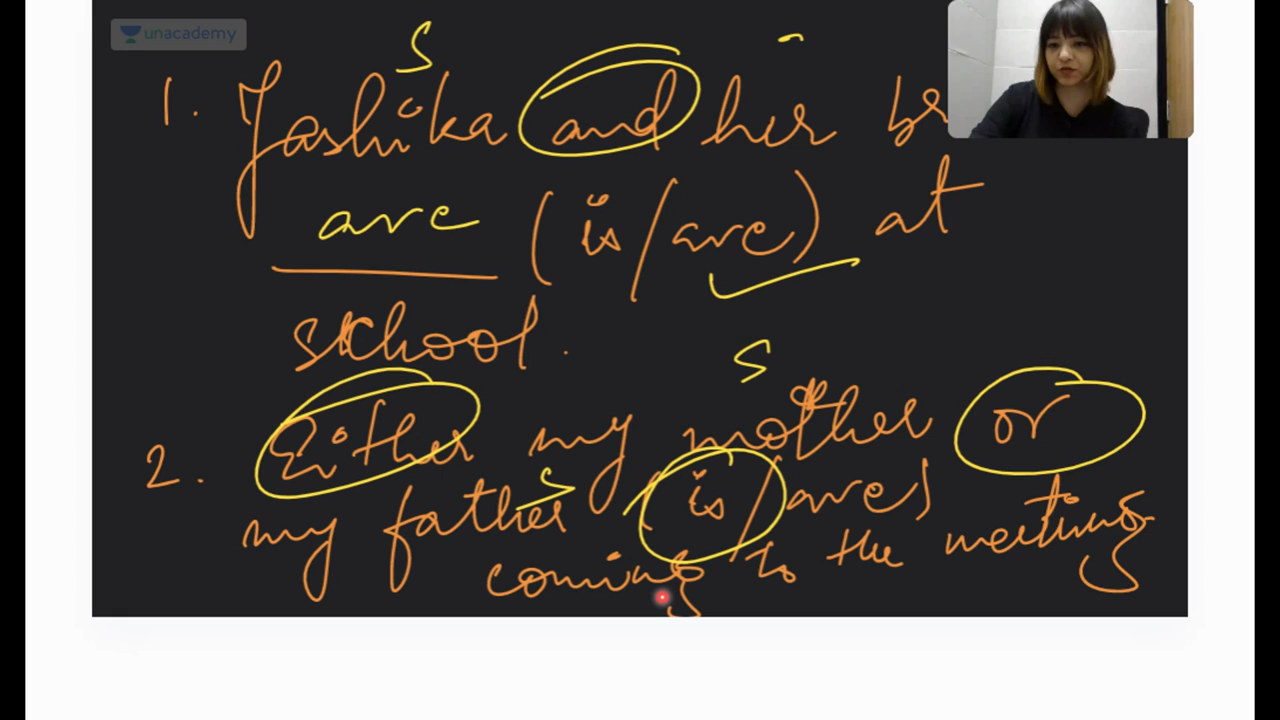 unacademy
S
1. Yashika and her br
are (is/are) at
school.
S
2. Either my mother or
S
my father (is/are)
coming to the meeting